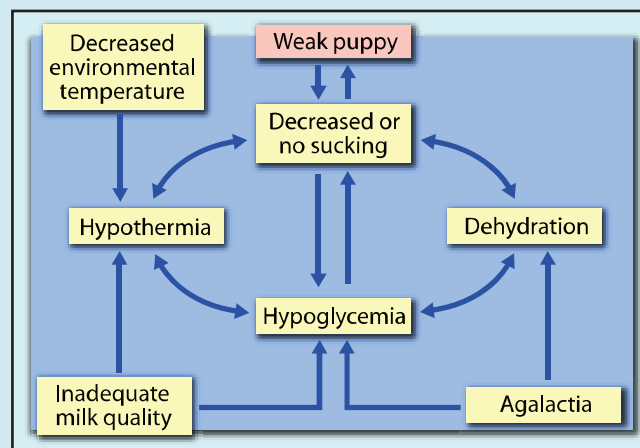 Decreased
environmental
temperature
Weak puppy
Decreased or
no sucking
Hypothermia
Dehydration
Hypoglycemia
Inadequate
milk quality
Agalactia